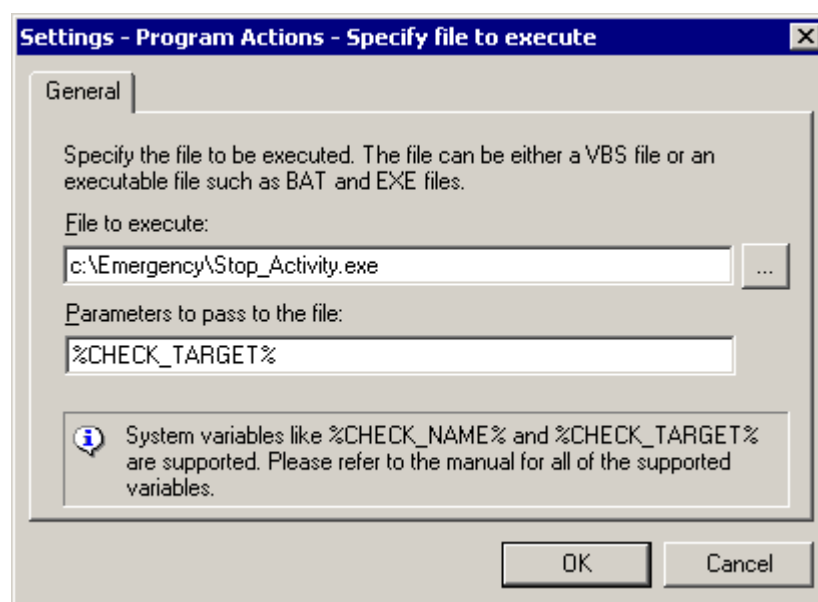 Settings - Program Actions - Specify file to execute
General
Specify the file to be executed. The file can be either a VBS file or an
executable file such as BAT and EXE files.
File to execute:
c:\Emergency\Stop_Activity.exe
...
Parameters to pass to the file:
%CHECK_TARGET%
System variables like %CHECK_NAME% and %CHECK_TARGET%
are supported. Please refer to the manual for all of the supported
variables.
OK
Cancel